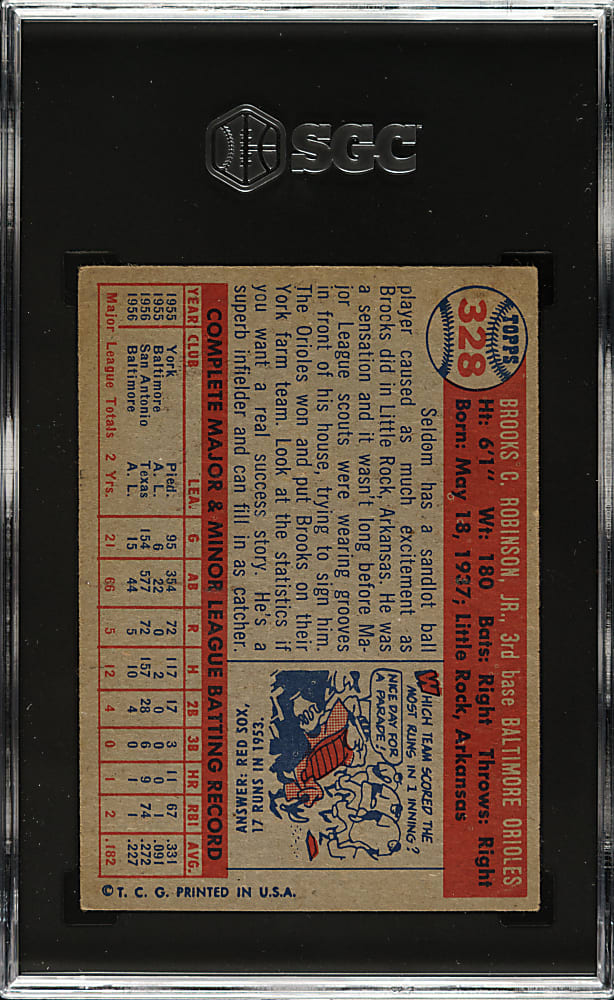 SGC
TOPPS
328
BROOKS C. ROBINSON, JR., 3rd base BALTIMORE ORIOLES
Ht: 6'1" Wt: 180 Bats: Right Throws: Right
Born: May 18, 1937; Little Rock, Arkansas
Seldom has a sandlot ball
player caused as much excitement as
Brooks did in Little Rock, Arkansas. He was
a sensation and it wasn't long before Ma-
jor League scouts were wearing grooves
in front of his house, trying to sign him.
The Orioles won and put Brooks on their
York farm team. Look at the statistics if
you want a real success story. He's a
superb infielder and can fill in as catcher.
WHICH TEAM SCORED THE
MOST RUNS IN 1 INNING?
NICE DAY FOR
A PARADE!
ANSWER: RED SOX,
17 RUNS IN 1953.
COMPLETE MAJOR & MINOR LEAGUE BATTING RECORD
YEAR CLUB LEA. G AB R H 2B 3B HR RBI AVG.
1955 York Pied. 95 354 72 117 17 3 11 67 .331
1955 Baltimore A. L. 6 22 0 2 0 0 0 1 .091
1956 San Antonio Texas 154 577 72 157 28 6 9 74 .272
1956 Baltimore A. L. 15 44 5 10 4 0 1 1 .227
Major League Totals 2 Yrs. 21 66 5 12 4 0 1 2 .182
© T. C. G. PRINTED IN U.S.A.